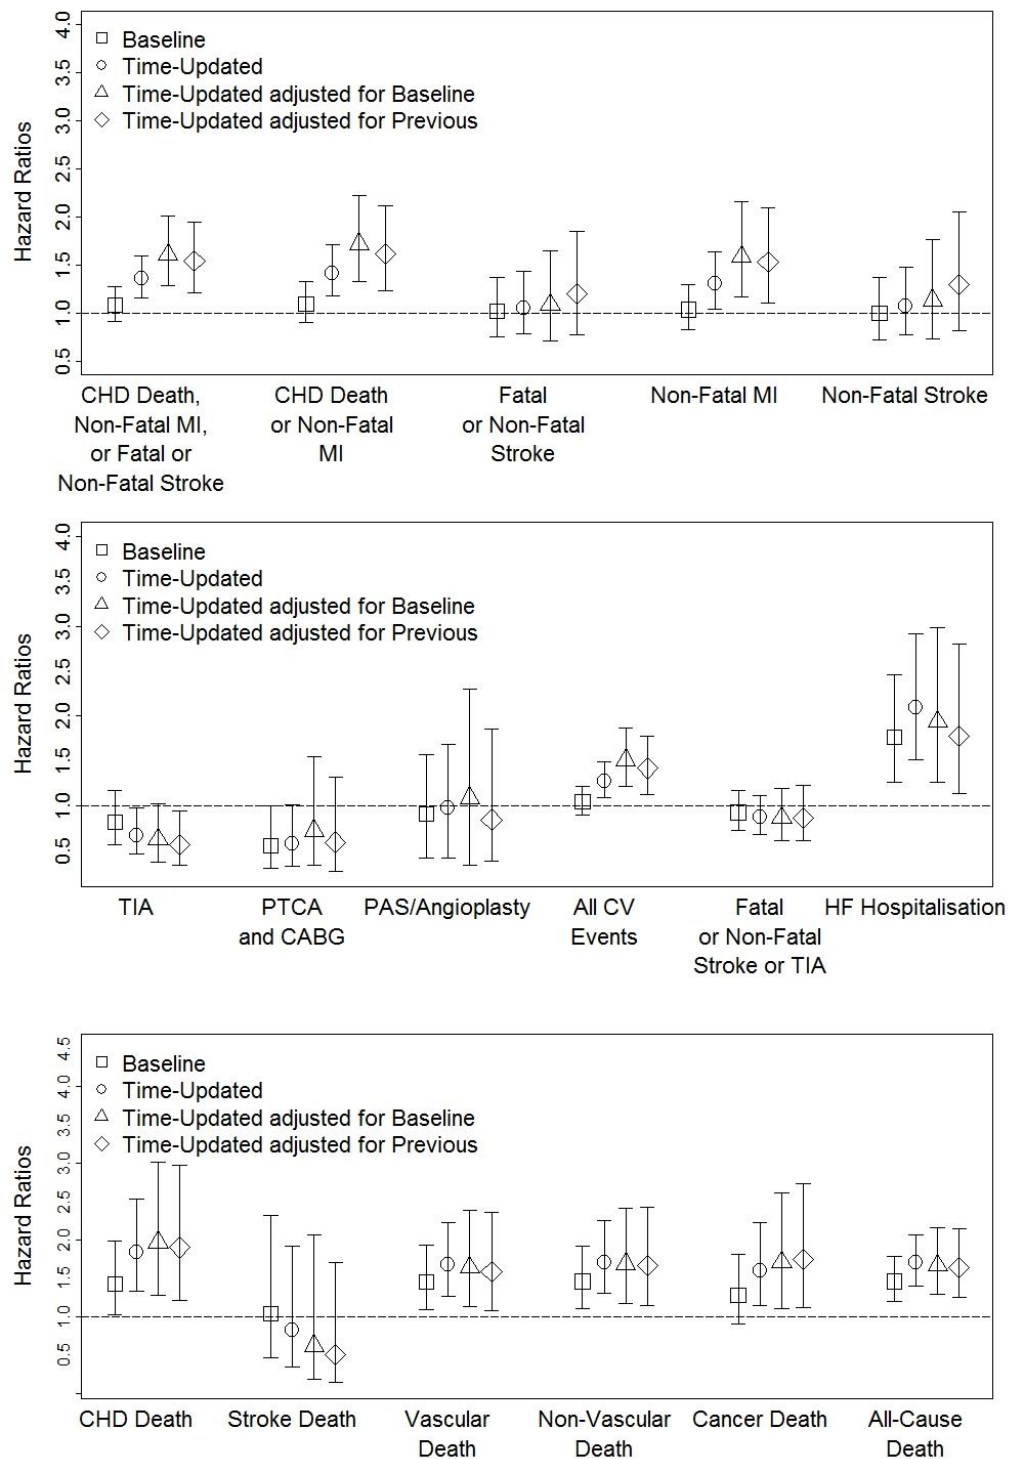 Hazard Ratios
4.0
3.5
3.0
2.5
2.0
1.5
1.0
0.5
Baseline
Time-Updated
Time-Updated adjusted for Baseline
Time-Updated adjusted for Previous
CHD Death,
Non-Fatal MI,
or Fatal or
Non-Fatal Stroke
CHD Death
or Non-Fatal
MI
Fatal
or Non-Fatal
Stroke
Non-Fatal MI
Non-Fatal Stroke
Hazard Ratios
4.0
3.5
3.0
2.5
2.0
1.5
1.0
0.5
Baseline
Time-Updated
Time-Updated adjusted for Baseline
Time-Updated adjusted for Previous
TIA
PTCA
and CABG
PAS/Angioplasty
All CV
Events
Fatal
or Non-Fatal
Stroke or TIA
HF Hospitalisation
Hazard Ratios
4.5
4.0
3.5
3.0
2.5
2.0
1.5
1.0
0.5
Baseline
Time-Updated
Time-Updated adjusted for Baseline
Time-Updated adjusted for Previous
CHD Death
Stroke Death
Vascular
Death
Non-Vascular
Death
Cancer Death
All-Cause
Death